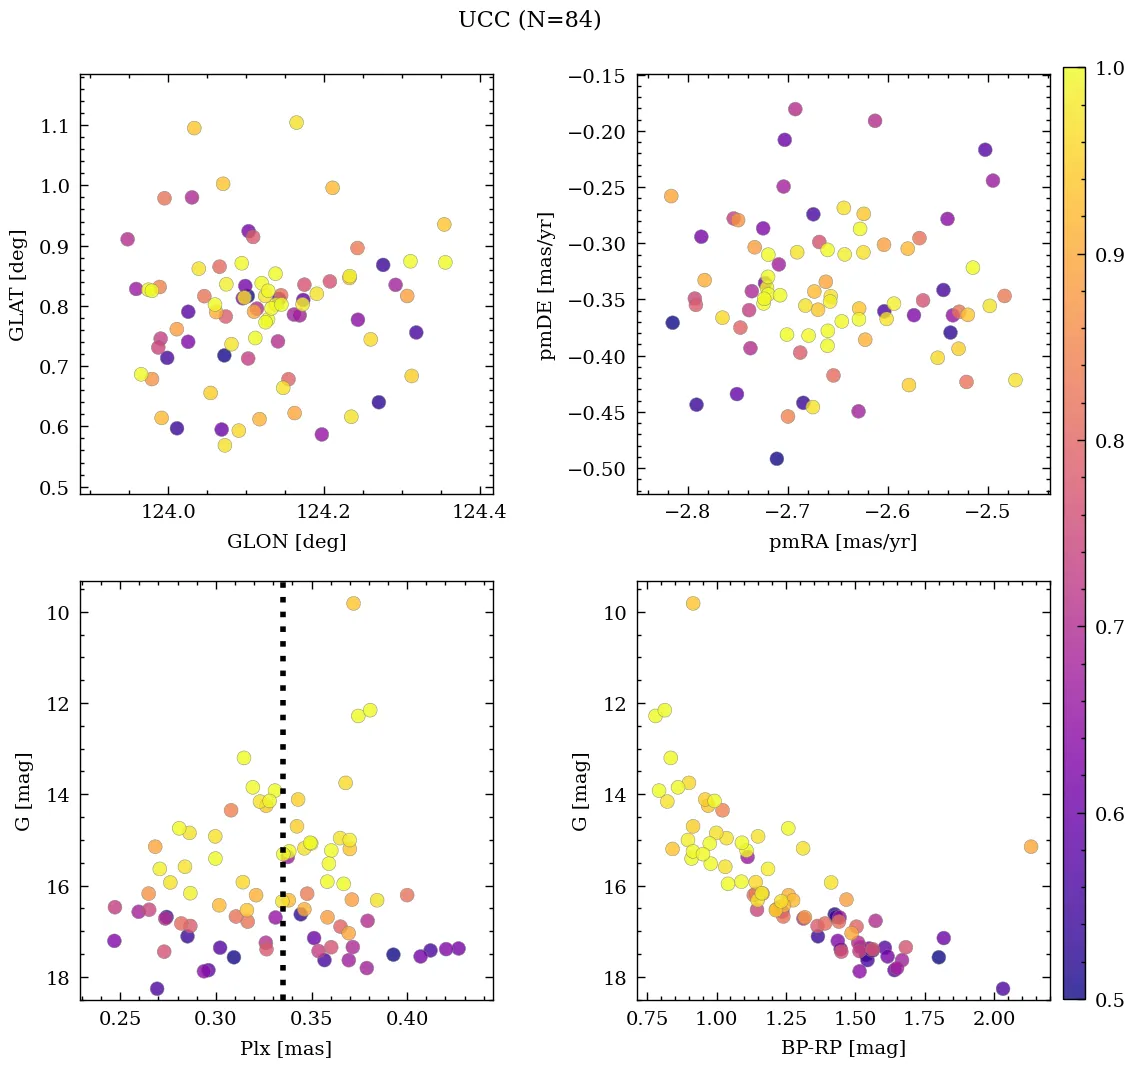 UCC (N=84)
1.1
1.0
0.9
0.8
0.7
0.6
0.5
GLAT [deg]
124.0 124.2 124.4
GLON [deg]
−0.15
−0.20
−0.25
−0.30
−0.35
−0.40
−0.45
−0.50
pmDE [mas/yr]
−2.8 −2.7 −2.6 −2.5
pmRA [mas/yr]
10
12
14
16
18
G [mag]
0.25 0.30 0.35 0.40
Plx [mas]
10
12
14
16
18
G [mag]
0.75 1.00 1.25 1.50 1.75 2.00
BP-RP [mag]
1.0
0.9
0.8
0.7
0.6
0.5